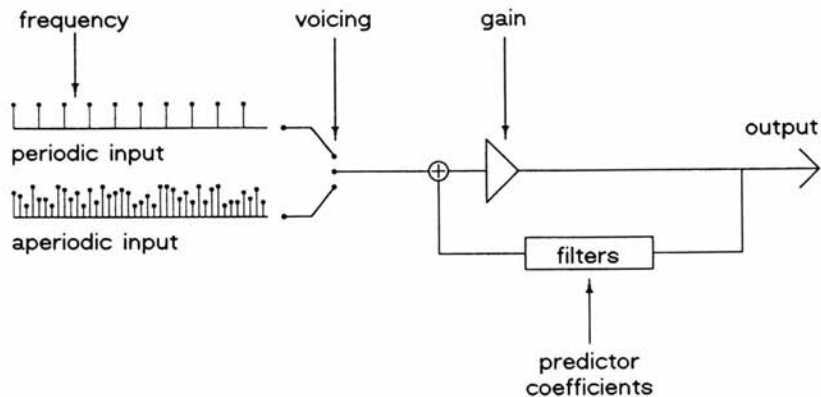 frequency
voicing
gain
output
periodic input
aperiodic input
filters
predictor
coefficients